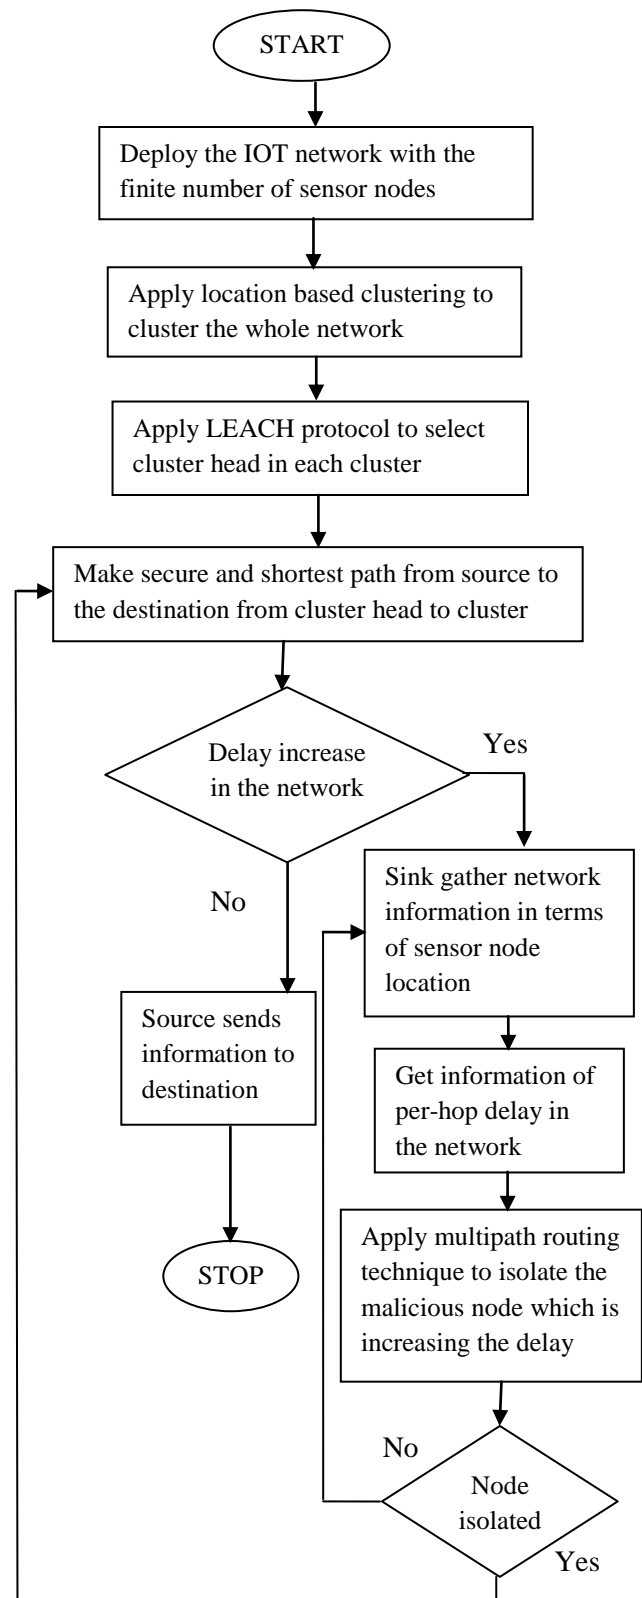 START
Deploy the IOT network with the
finite number of sensor nodes
Apply location based clustering to
cluster the whole network
Apply LEACH protocol to select
cluster head in each cluster
Make secure and shortest path from source to
the destination from cluster head to cluster
Delay increase
in the network
Yes
No
Sink gather network
information in terms
of sensor node
location
Source sends
information to
destination
Get information of
per-hop delay in
the network
STOP
Apply multipath routing
technique to isolate the
malicious node which is
increasing the delay
No
Node
isolated
Yes